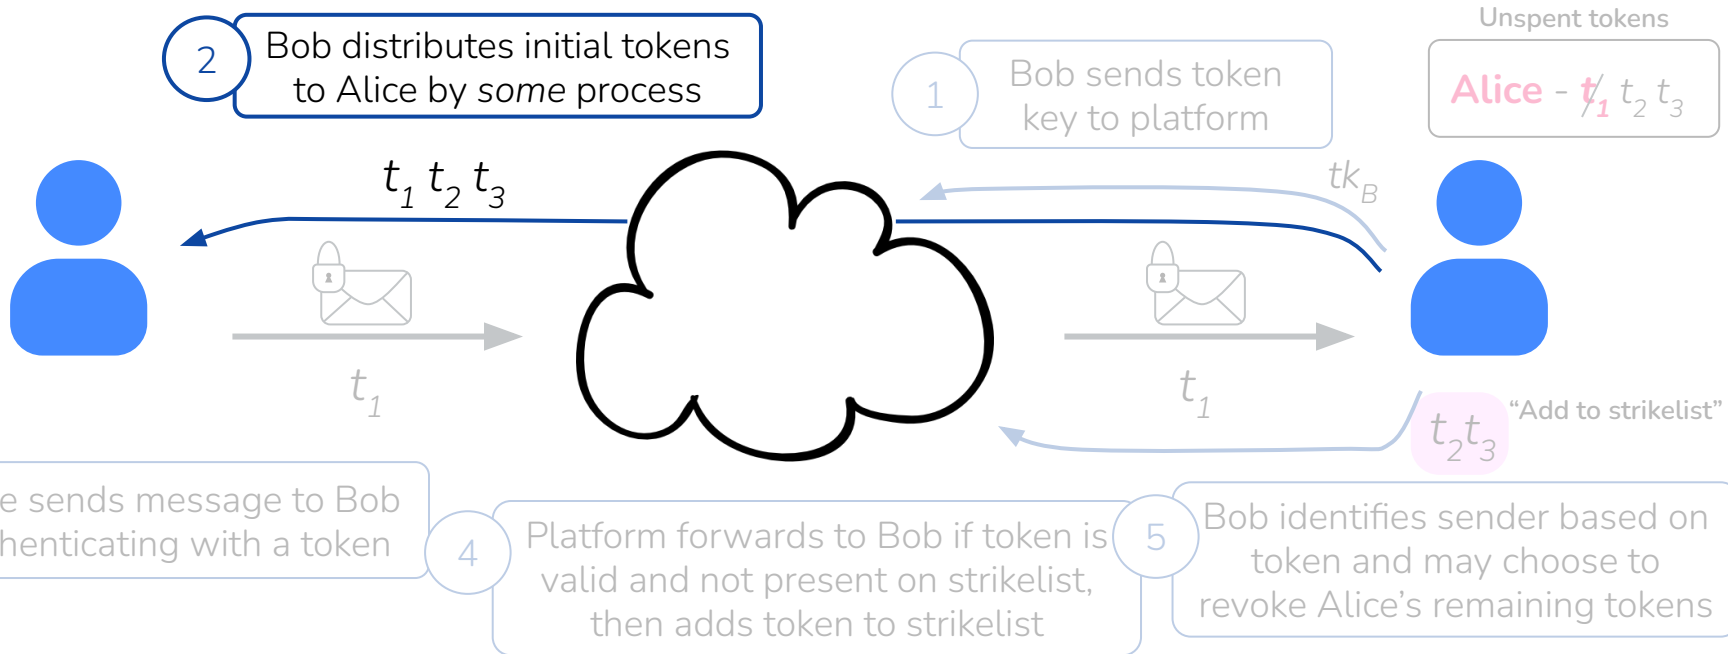 Unspent tokens
Alice - t1 t2 t3
2
Bob distributes initial tokens
to Alice by some process
1
Bob sends token
key to platform
t1 t2 t3
tkB
t1
t1
t2t3
“Add to strikelist”
e sends message to Bob
henticating with a token
4
Platform forwards to Bob if token is
valid and not present on strikelist,
then adds token to strikelist
5
Bob identifies sender based on
token and may choose to
revoke Alice’s remaining tokens